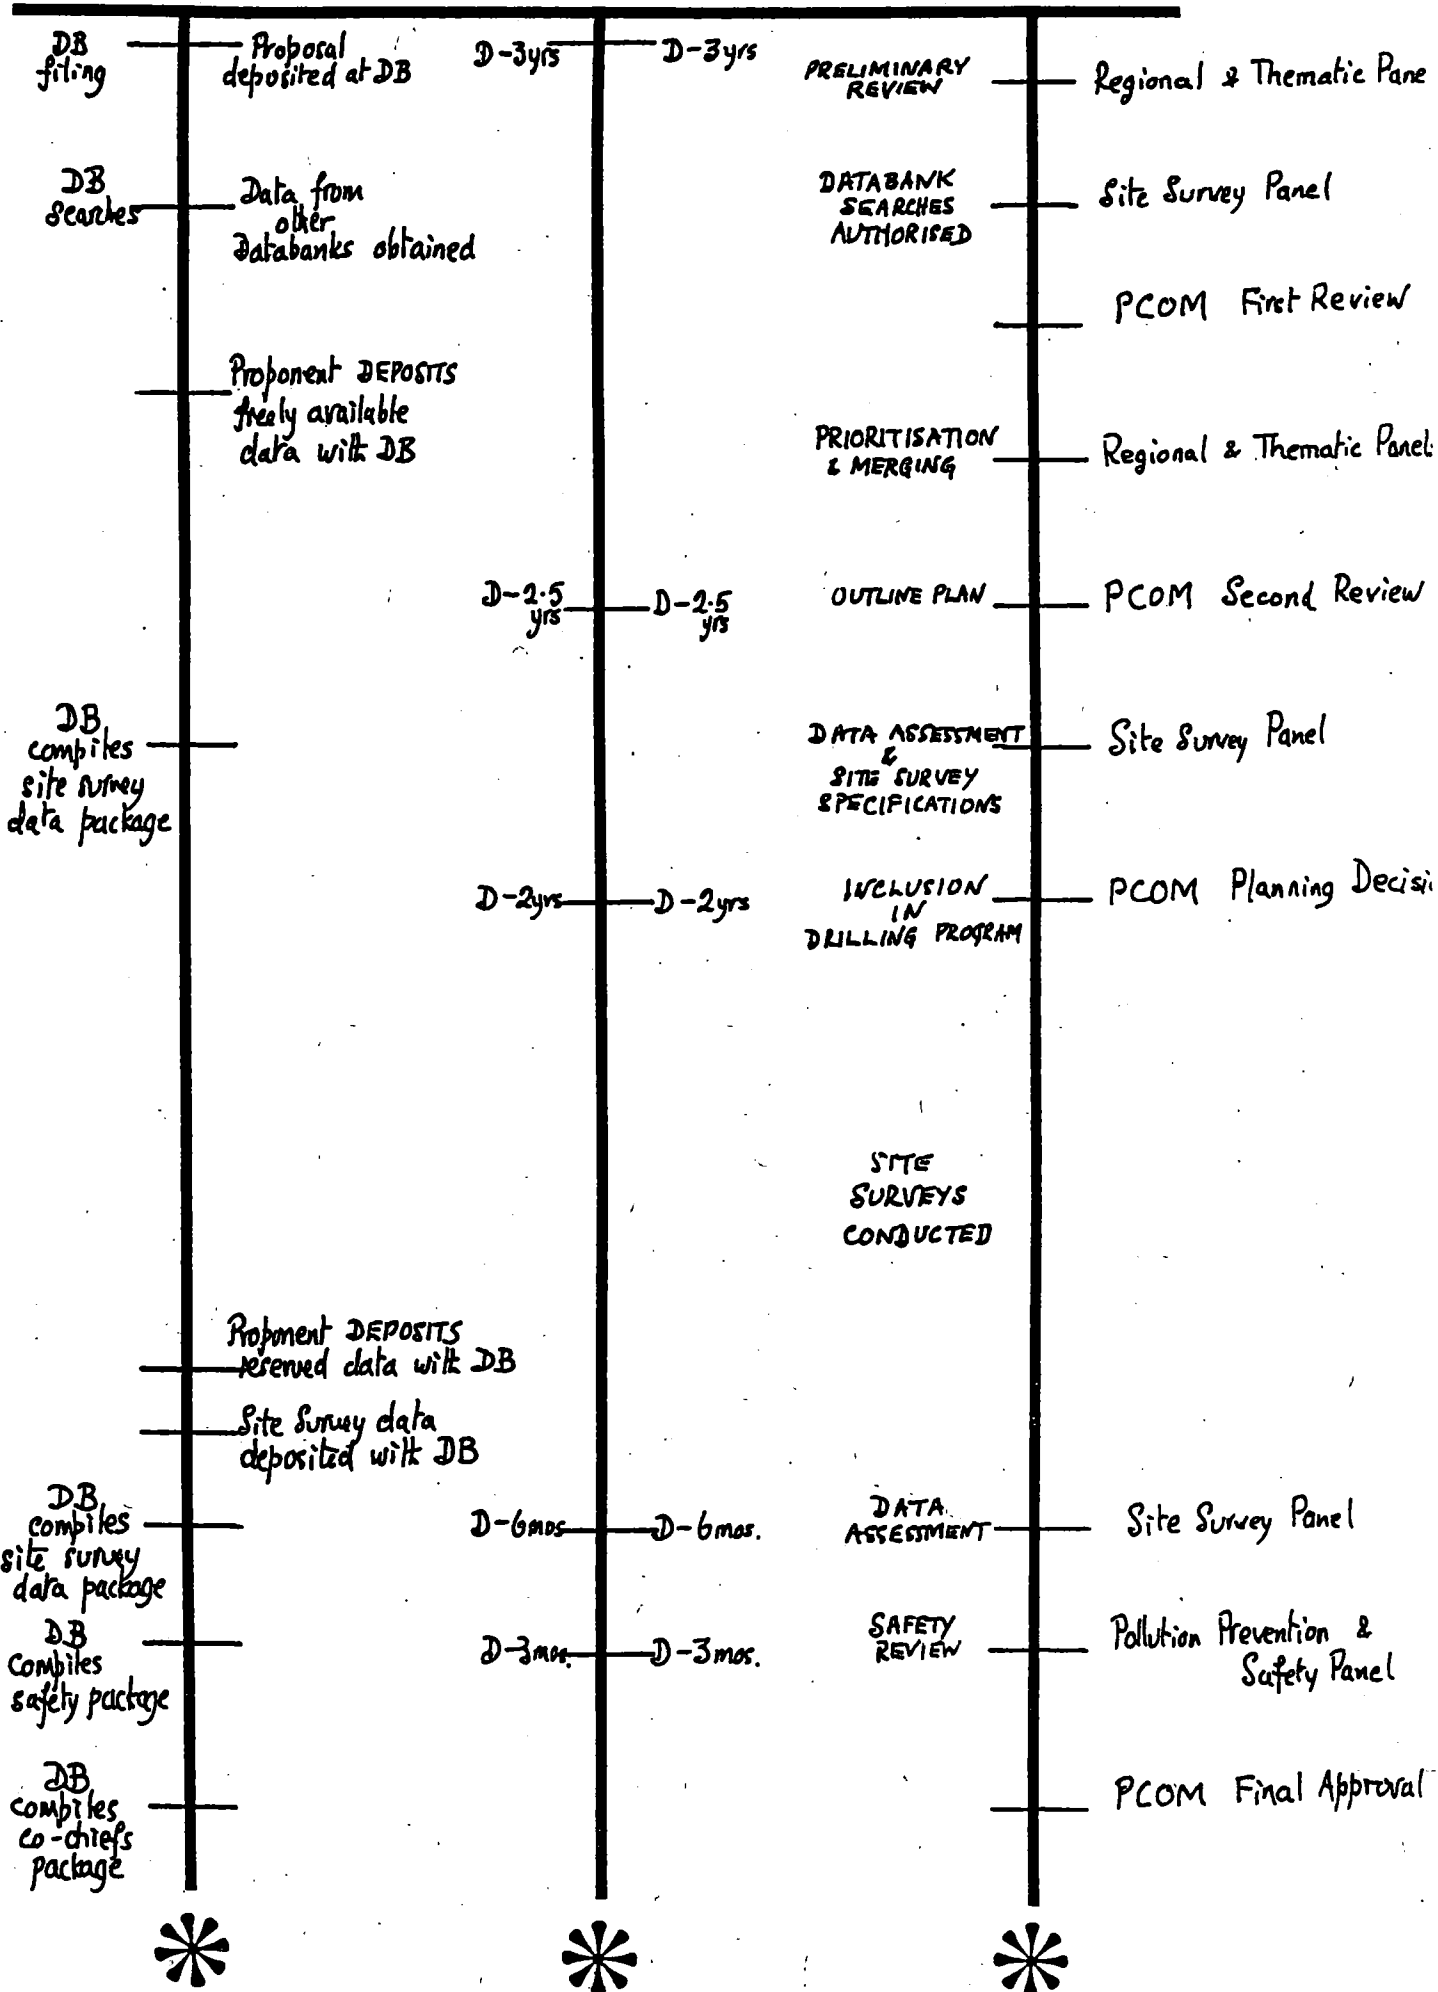 DB
filing
Proposal
deposited at DB
D-3yrs
D-3yrs
PRELIMINARY
REVIEW
Regional & Thematic Pane
DB
searches
Data from
other
Databanks obtained
DATABANK
SEARCHES
AUTHORISED
Site Survey Panel
PCOM First Review
Proponent DEPOSITS
freely available
data with DB
PRIORITISATION
& MERGING
Regional & Thematic Panel
D-2.5
yrs
D-2.5
yrs
OUTLINE PLAN
PCOM Second Review
DB
compiles
site survey
data package
DATA ASSESSMENT
&
SITE SURVEY
SPECIFICATIONS
Site Survey Panel
D-2yrs
D-2yrs
INCLUSION
IN
DRILLING PROGRAM
PCOM Planning Decisi
SITE
SURVEYS
CONDUCTED
Proponent DEPOSITS
reserved data with DB
Site Survey data
deposited with DB
DB
compiles
site survey
data package
D-6mos
D-6mos.
DATA
ASSESSMENT
Site Survey Panel
DB
Compiles
safety package
D-3mos.
D-3mos.
SAFETY
REVIEW
Pollution Prevention &
Safety Panel
DB
compiles
co-chiefs
package
PCOM Final Approval